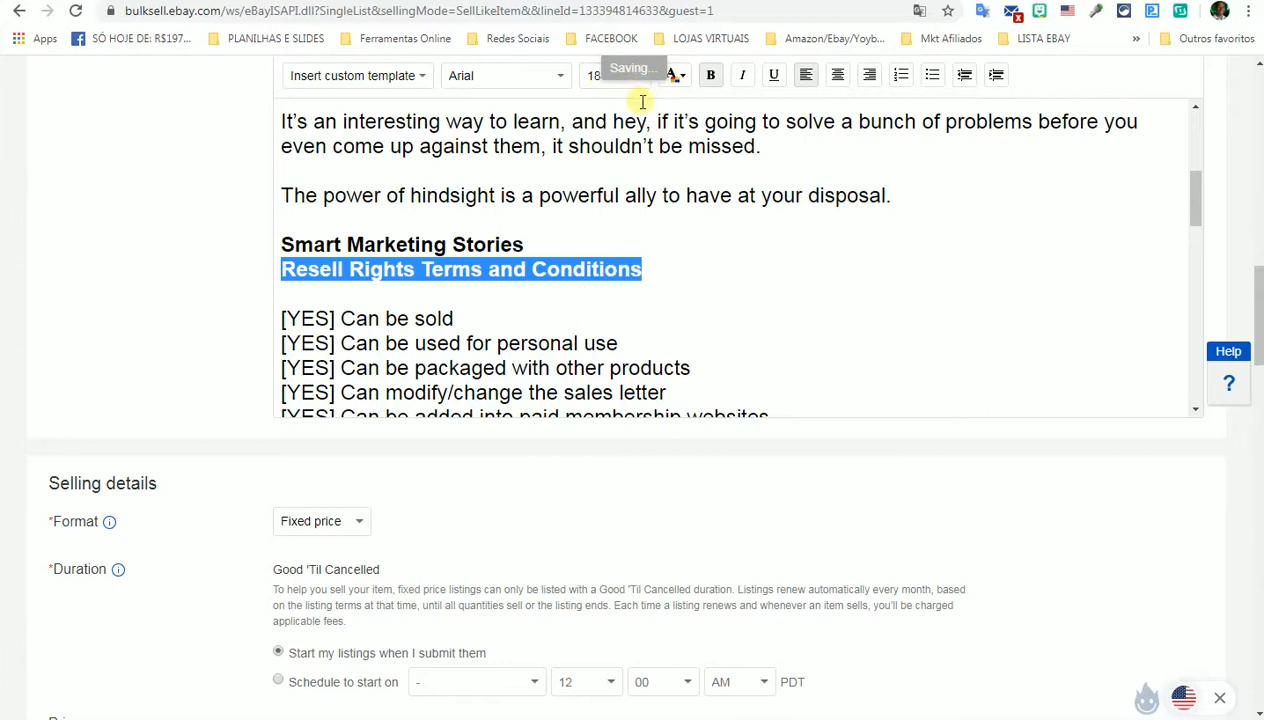 bulksell.ebay.com/ws/eBayISAPI.dll?SingleList&sellingMode=SellLikeItem&&lineId=133394814633&guest=1
Apps SÓ HOJE DE: R$197... PLANILHAS E SLIDES Ferramentas Online Redes Sociais FACEBOOK LOJAS VIRTUAIS Amazon/Ebay/Yoyb... Mkt Afiliados LISTA EBAY » Outros favoritos
Saving...
Insert custom template Arial 18 A B I U
It's an interesting way to learn, and hey, if it's going to solve a bunch of problems before you
even come up against them, it shouldn't be missed.
The power of hindsight is a powerful ally to have at your disposal.
Smart Marketing Stories
Resell Rights Terms and Conditions
[YES] Can be sold
[YES] Can be used for personal use
[YES] Can be packaged with other products
[YES] Can modify/change the sales letter
[YES] Can be added into paid membership websites
Help
?
Selling details
*Format Fixed price
*Duration Good 'Til Cancelled
To help you sell your item, fixed price listings can only be listed with a Good 'Til Cancelled duration. Listings renew automatically every month, based
on the listing terms at that time, until all quantities sell or the listing ends. Each time a listing renews and whenever an item sells, you'll be charged
applicable fees.
Start my listings when I submit them
Schedule to start on - 12 00 AM PDT